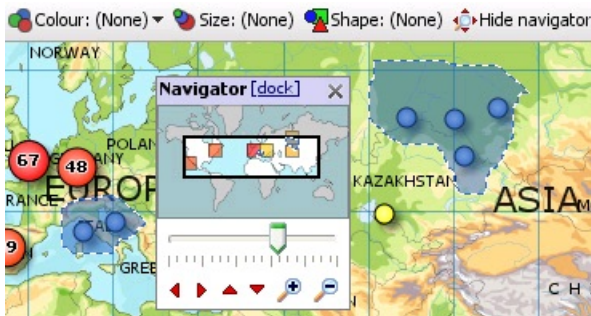 Colour: (None) Size: (None) Shape: (None) Hide navigator
NORWAY
Navigator [dock]
POLAN
67
48
ANY
EUROP
RANCE
KAZAKHSTAN
ASIA
ITAL
9
GREE
C H